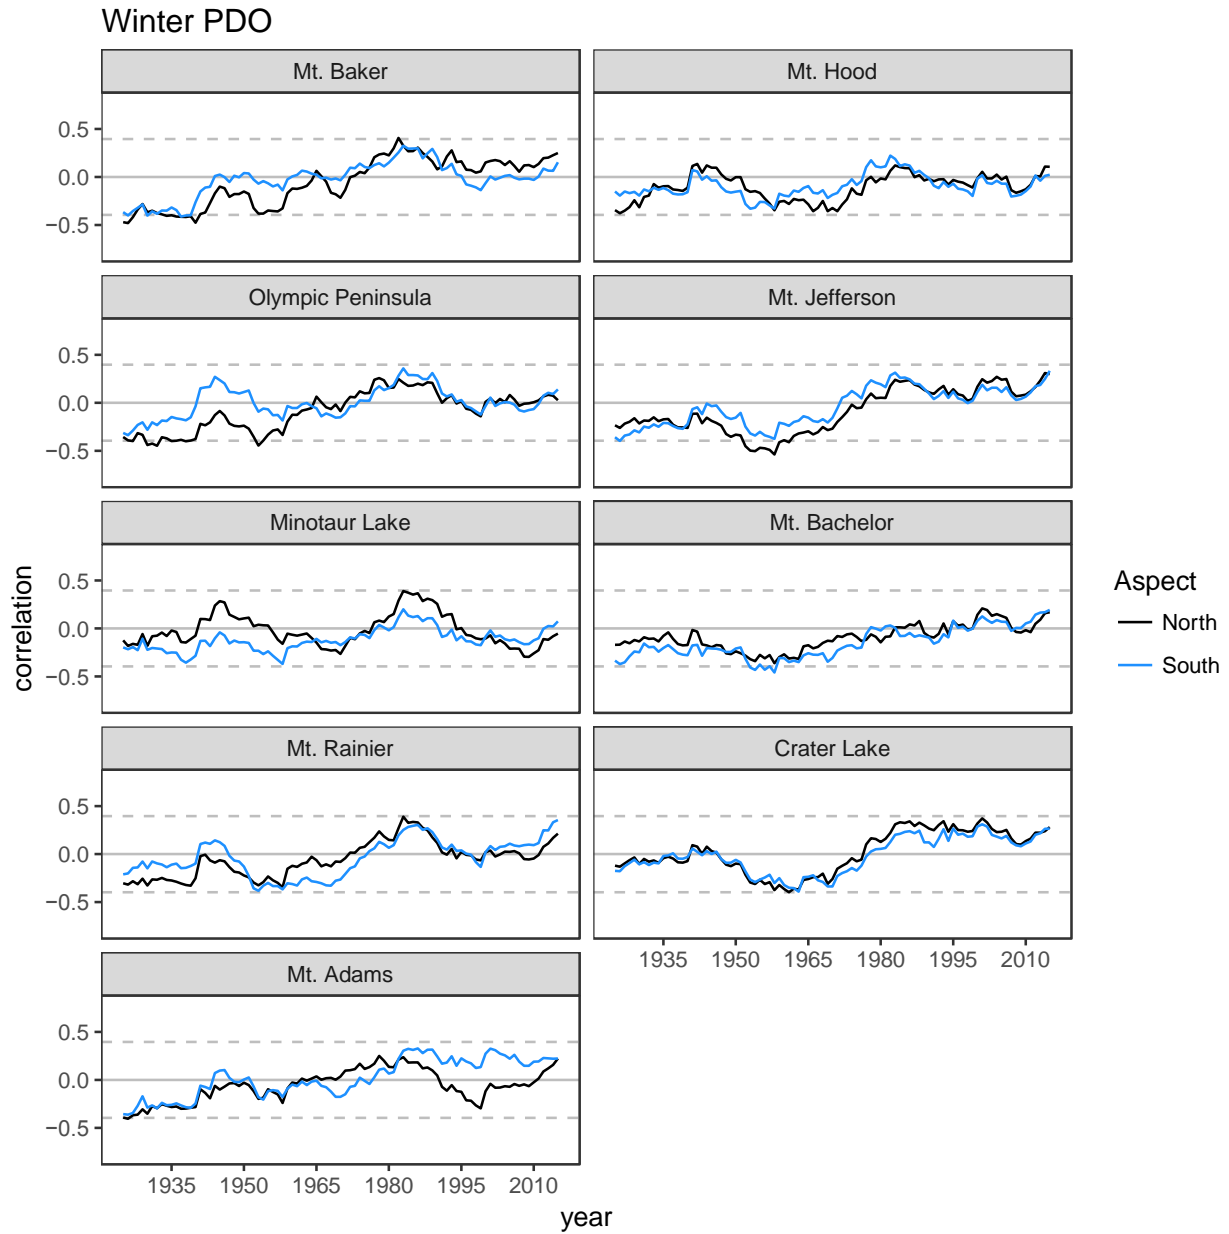 Winter PDO
Mt. Baker
Mt. Hood
0.5
0.0
−0.5
Olympic Peninsula
Mt. Jefferson
0.5
0.0
−0.5
Minotaur Lake
Mt. Bachelor
0.5
0.0
−0.5
correlation
Aspect
North
South
Mt. Rainier
Crater Lake
0.5
0.0
−0.5
1935 1950 1965 1980 1995 2010
Mt. Adams
0.5
0.0
−0.5
1935 1950 1965 1980 1995 2010
year